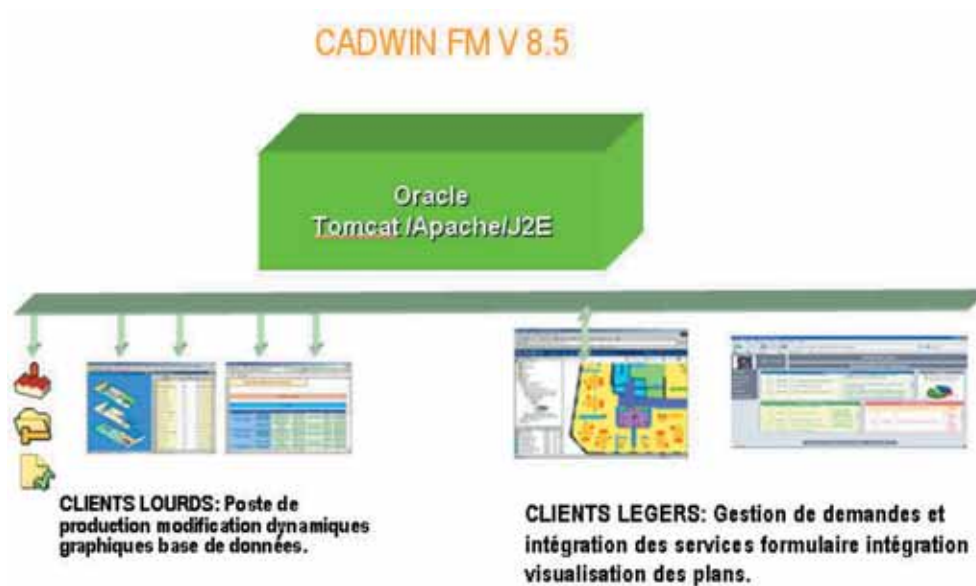 CADWIN FM V 8.5
Oracle
Tomcat /Apache/J2E
CLIENTS LOURDS: Poste de
production modification dynamiques
graphiques base de données.
CLIENTS LEGERS: Gestion de demandes et
intégration des services formulaire intégration
visualisation des plans.